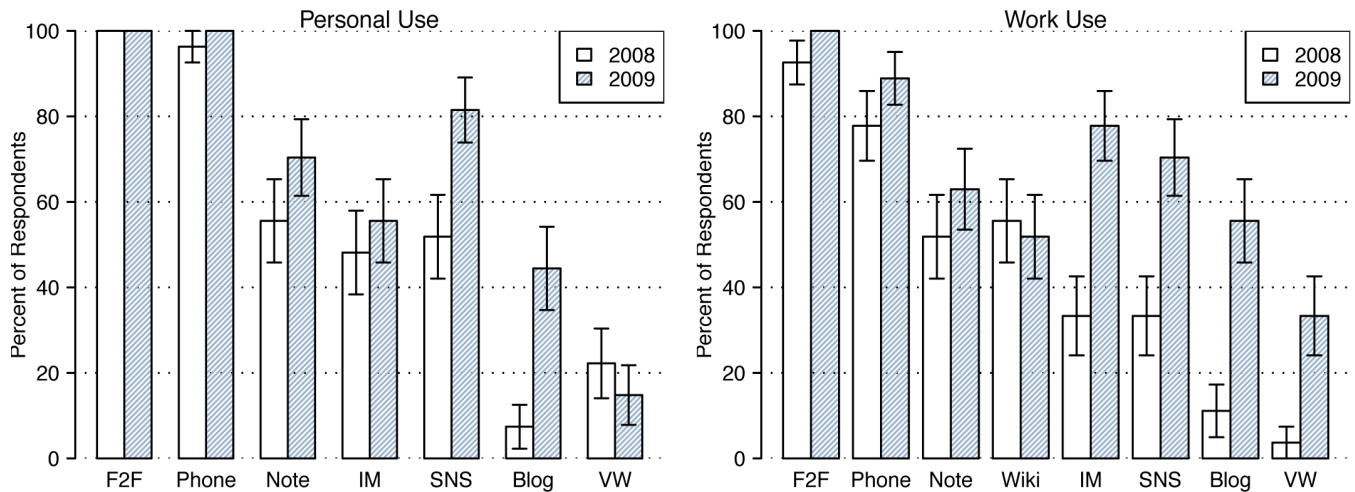 Personal Use
Percent of Respondents
100
80
60
40
20
0
2008
2009
F2F Phone Note IM SNS Blog VW
Work Use
Percent of Respondents
100
80
60
40
20
0
2008
2009
F2F Phone Note Wiki IM SNS Blog VW